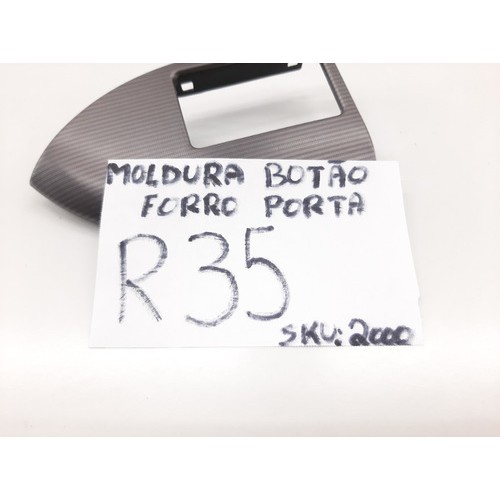 MOLDURA BOTÃO
FORRO PORTA
R35
SKU: 2000